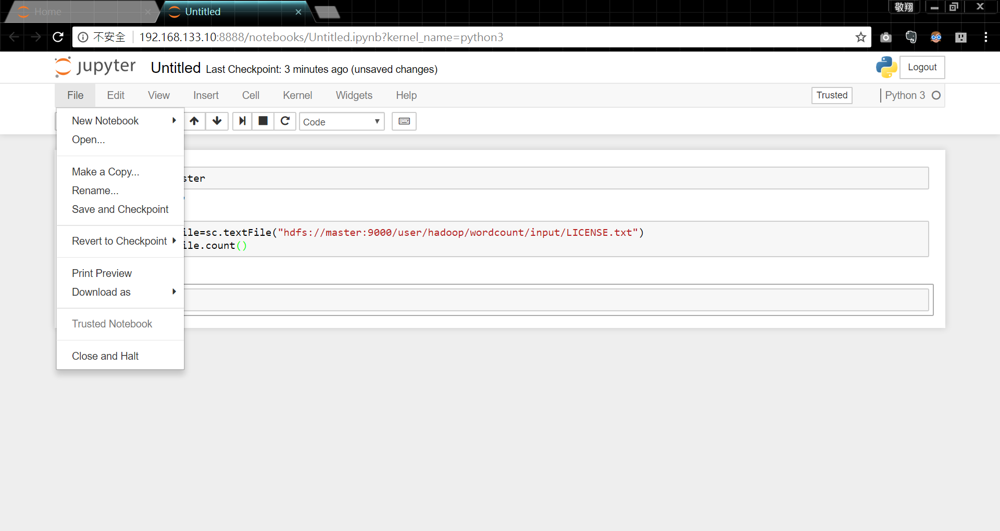 Home
Untitled
敬翔
不安全 192.168.133.10:8888/notebooks/Untitled.ipynb?kernel_name=python3
jupyter Untitled Last Checkpoint: 3 minutes ago (unsaved changes)
Logout
File Edit View Insert Cell Kernel Widgets Help
Trusted
Python 3
Code
New Notebook
Open...
Make a Copy...
Rename...
Save and Checkpoint
Revert to Checkpoint
Print Preview
Download as
Trusted Notebook
Close and Halt
ster
ile=sc.textFile("hdfs://master:9000/user/hadoop/wordcount/input/LICENSE.txt")
ile.count()